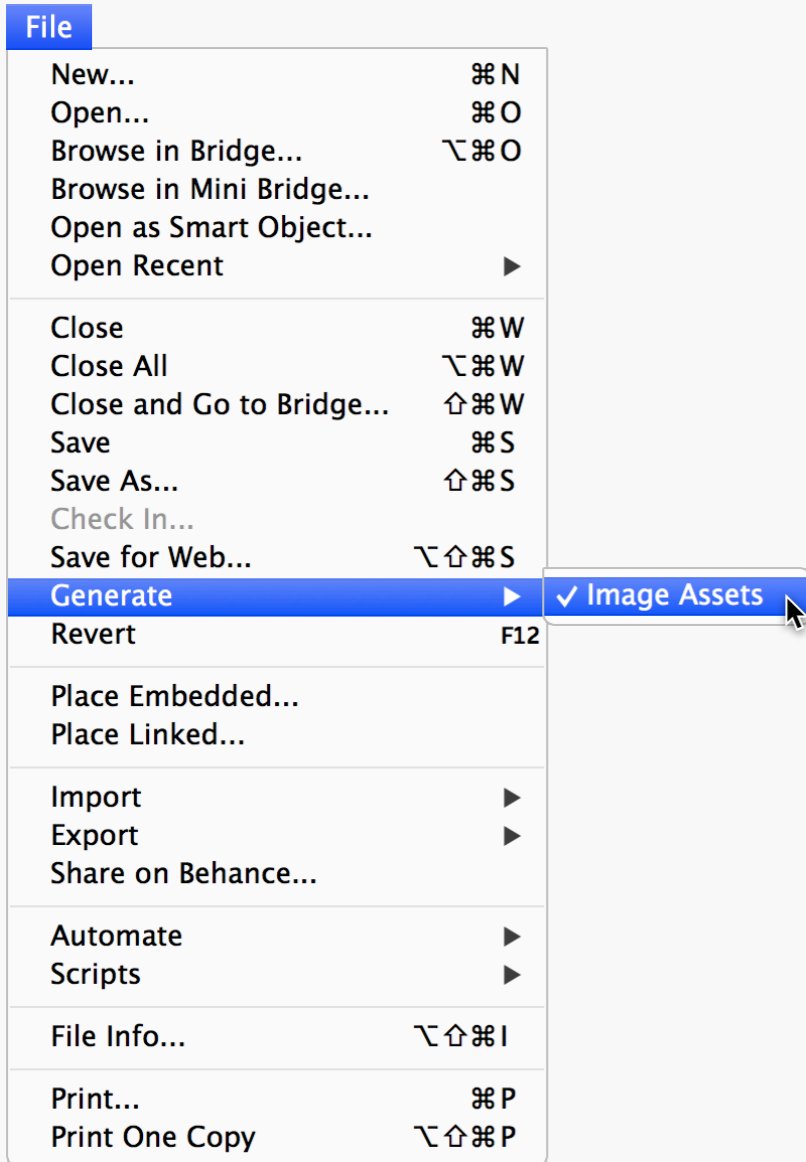 File
New... ⌘N
Open... ⌘O
Browse in Bridge... ⌥⌘O
Browse in Mini Bridge...
Open as Smart Object...
Open Recent ▶
Close ⌘W
Close All ⌥⌘W
Close and Go to Bridge... ⇧⌘W
Save ⌘S
Save As... ⇧⌘S
Check In...
Save for Web... ⌥⇧⌘S
Generate ▶ ✓ Image Assets
Revert F12
Place Embedded...
Place Linked...
Import ▶
Export ▶
Share on Behance...
Automate ▶
Scripts ▶
File Info... ⌥⇧⌘I
Print... ⌘P
Print One Copy ⌥⇧⌘P